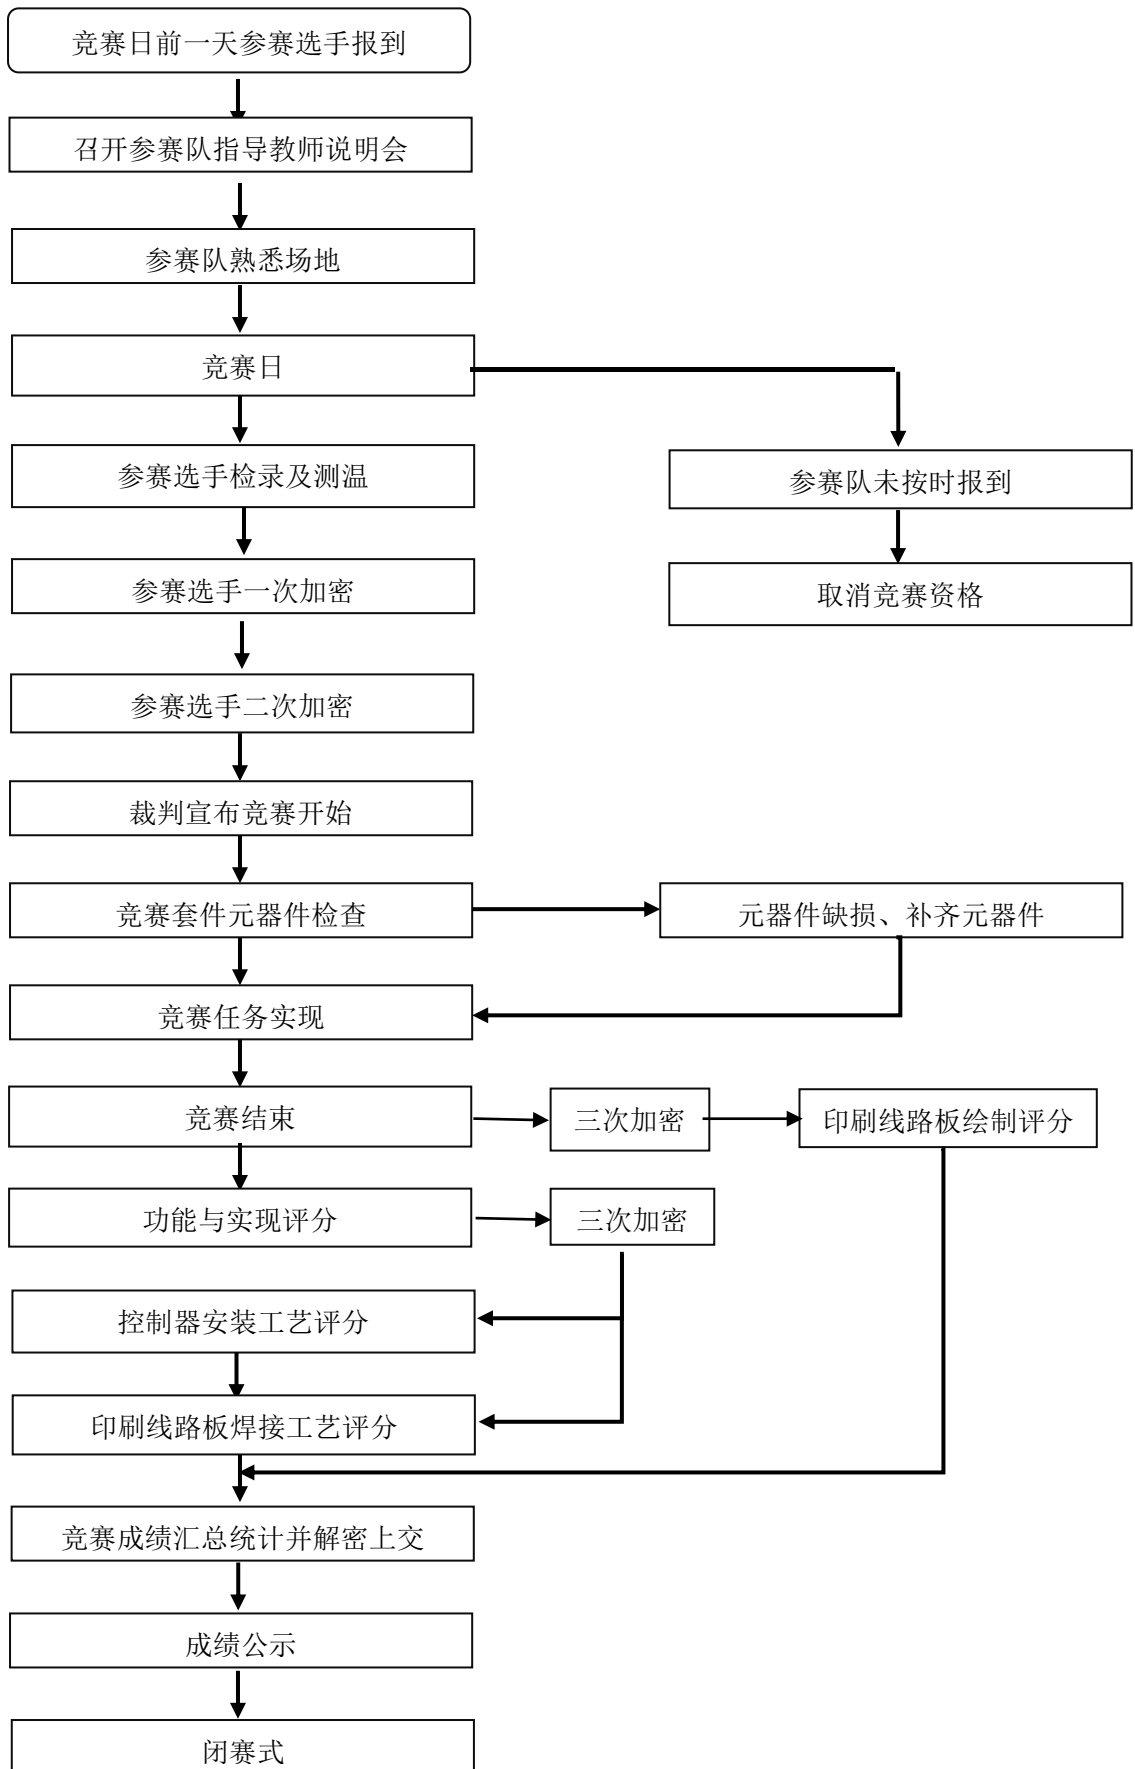 竞赛日前一天参赛选手报到
召开参赛队指导教师说明会
参赛队熟悉场地
竞赛日
参赛选手检录及测温
参赛队未按时报到
参赛选手一次加密
取消竞赛资格
参赛选手二次加密
裁判宣布竞赛开始
竞赛套件元器件检查
元器件缺损、补齐元器件
竞赛任务实现
竞赛结束
三次加密
印刷线路板绘制评分
功能与实现评分
三次加密
控制器安装工艺评分
印刷线路板焊接工艺评分
竞赛成绩汇总统计并解密上交
成绩公示
闭赛式